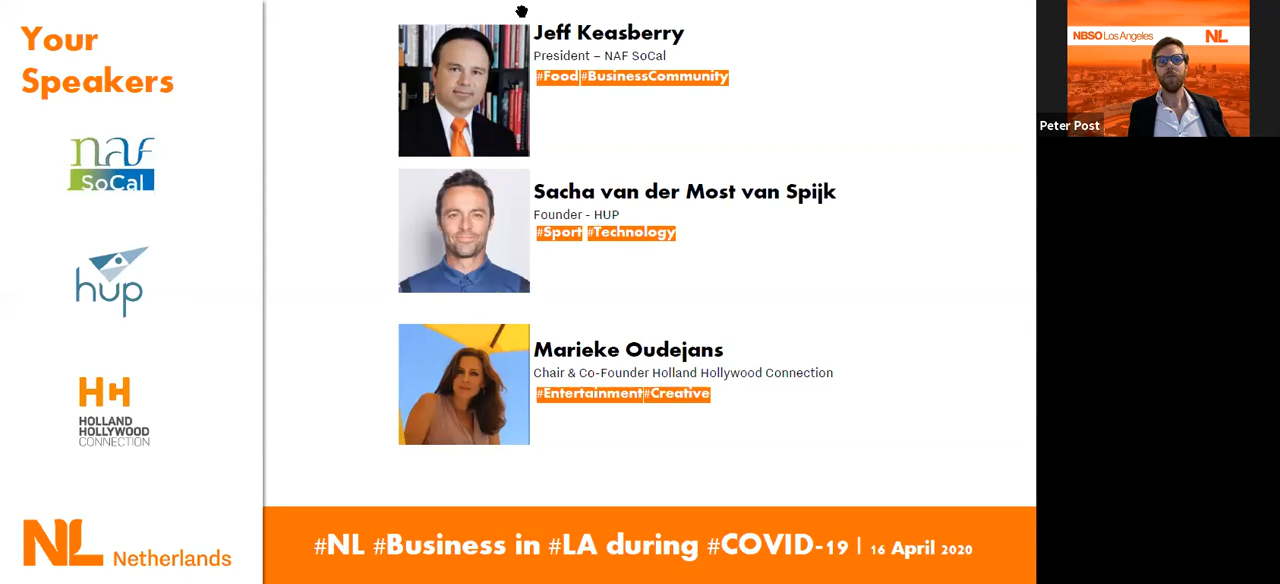 Your
Speakers
naf
SoCal
hup
HH
HOLLAND
HOLLYWOOD
CONNECTION
NL Netherlands
Jeff Keasberry
President – NAF SoCal
#Food #BusinessCommunity
Sacha van der Most van Spijk
Founder - HUP
#Sport #Technology
Marieke Oudejans
Chair & Co-Founder Holland Hollywood Connection
#Entertainment #Creative
#NL #Business in #LA during #COVID-19 | 16 April 2020
NBSO Los Angeles NL
Peter Post